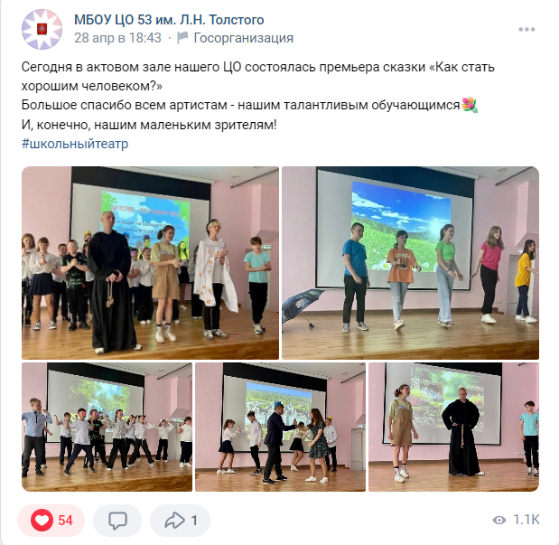 МБОУ ЦО 53 им. Л.Н. Толстого
28 апр в 18:43 · Госорганизация
Сегодня в актовом зале нашего ЦО состоялась премьера сказки «Как стать
хорошим человеком?»
Большое спасибо всем артистам - нашим талантливым обучающимся💐
И, конечно, нашим маленьким зрителям!
#школьныйтеатр
54
1
1.1K